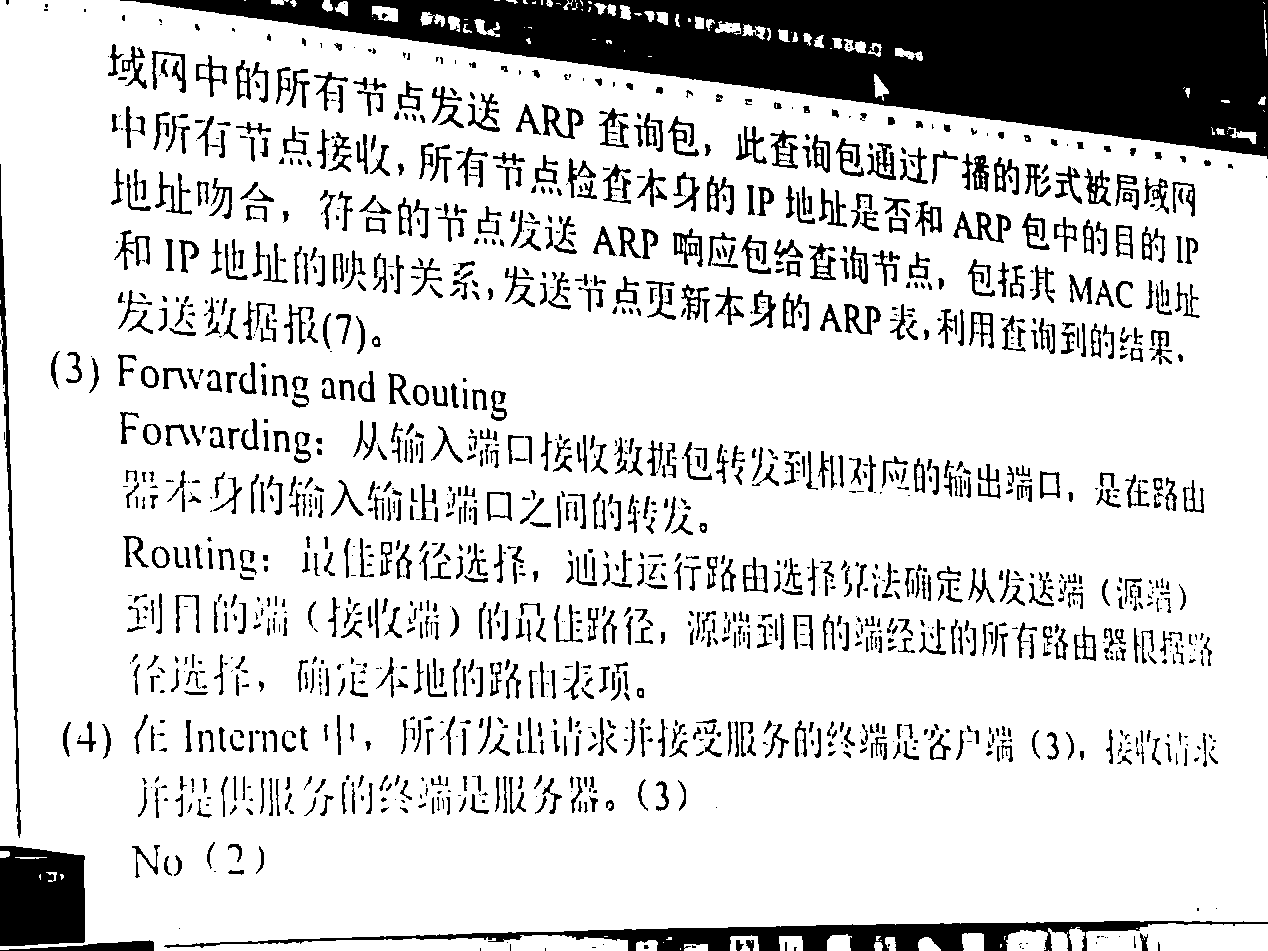 域网中的所有节点发送 ARP 查询包，此查询包通过广播的形式被局域网
中所有节点接收，所有节点检查本身的 IP 地址是否和 ARP 包中的目的 IP
地址吻合，符合的节点发送 ARP 响应包给查询节点，包括其 MAC 地址
和 IP 地址的映射关系，发送节点更新本身的 ARP 表，利用查询到的结果，
发送数据报(7)。
(3) Forwarding and Routing
Forwarding：从输入端口接收数据包转发到相对应的输出端口，是在路由
器本身的输入输出端口之间的转发。
Routing：最佳路径选择，通过运行路由选择算法确定从发送端（源端）
到目的端（接收端）的最佳路径，源端到目的端经过的所有路由器根据路
径选择，确定本地的路由表项。
(4) 在 Internet 中，所有发出请求并接受服务的终端是客户端（3），接收请求
并提供服务的终端是服务器。（3）
No（2）